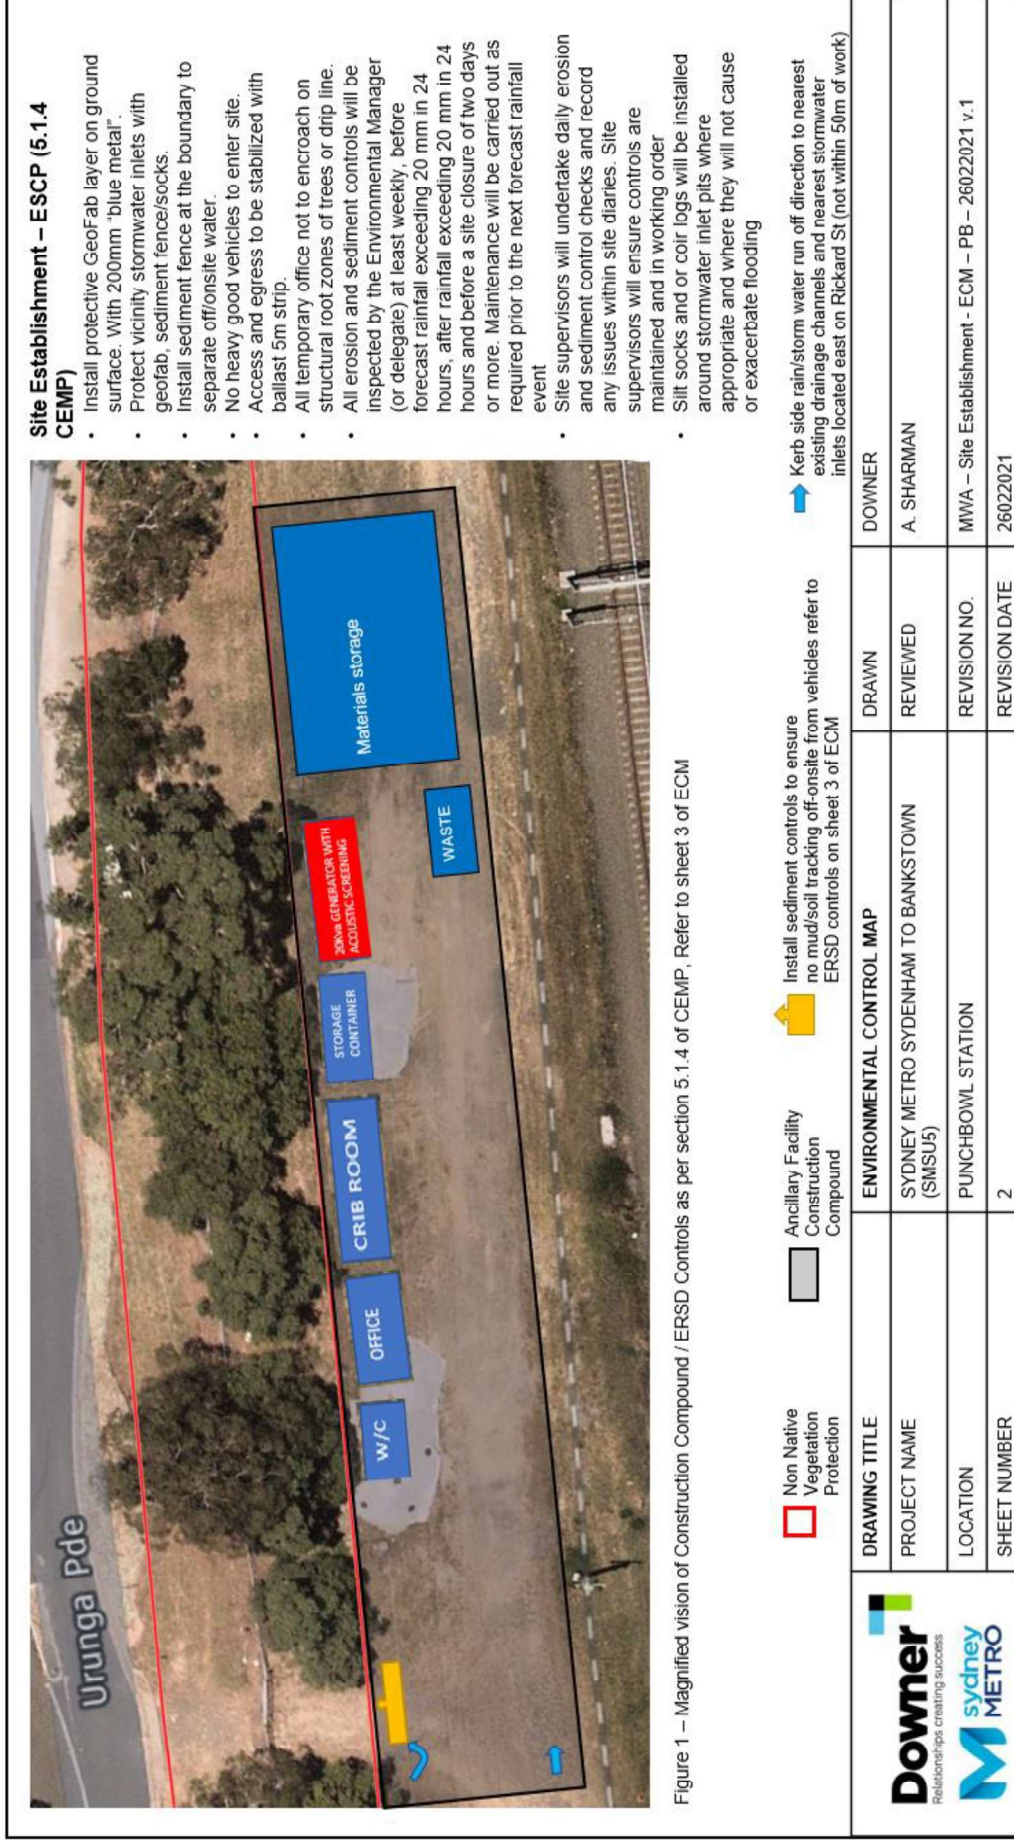 Site Establishment – ESCP (5.1.4
CEMP)
• Install protective GeoFab layer on ground
surface. With 200mm “blue metal”.
• Protect vicinity stormwater inlets with
geofab, sediment fence/socks.
• Install sediment fence at the boundary to
separate off/onsite water.
• No heavy good vehicles to enter site.
• Access and egress to be stabilized with
ballast 5m strip.
• All temporary office not to encroach on
structural root zones of trees or drip line.
• All erosion and sediment controls will be
inspected by the Environmental Manager
(or delegate) at least weekly, before
forecast rainfall exceeding 20 mm in 24
hours, after rainfall exceeding 20 mm in 24
hours and before a site closure of two days
or more. Maintenance will be carried out as
required prior to the next forecast rainfall
event
• Site supervisors will undertake daily erosion
and sediment control checks and record
any issues within site diaries. Site
supervisors will ensure controls are
maintained and in working order
• Silt socks and or coir logs will be installed
around stormwater inlet pits where
appropriate and where they will not cause
or exacerbate flooding
Urunga Pde
W/C
OFFICE
CRIB ROOM
STORAGE
CONTAINER
20Kva GENERATOR WITH
ACOUSTIC SCREENING
Materials storage
WASTE
Figure 1 – Magnified vision of Construction Compound / ERSD Controls as per section 5.1.4 of CEMP, Refer to sheet 3 of ECM
Non Native
Vegetation
Protection
Ancillary Facility
Construction
Compound
Install sediment controls to ensure
no mud/soil tracking off-onsite from vehicles refer to
ERSD controls on sheet 3 of ECM
Kerb side rain/storm water run off direction to nearest
existing drainage channels and nearest stormwater
inlets located east on Rickard St (not within 50m of work)
Downer
Relationships creating success
sydney
METRO
DRAWING TITLE
ENVIRONMENTAL CONTROL MAP
DRAWN
DOWNER
PROJECT NAME
SYDNEY METRO SYDENHAM TO BANKSTOWN
(SMSU5)
REVIEWED
A. SHARMAN
LOCATION
PUNCHBOWL STATION
REVISION NO.
MWA – Site Establishment - ECM – PB – 26022021 v.1
SHEET NUMBER
2
REVISION DATE
26022021